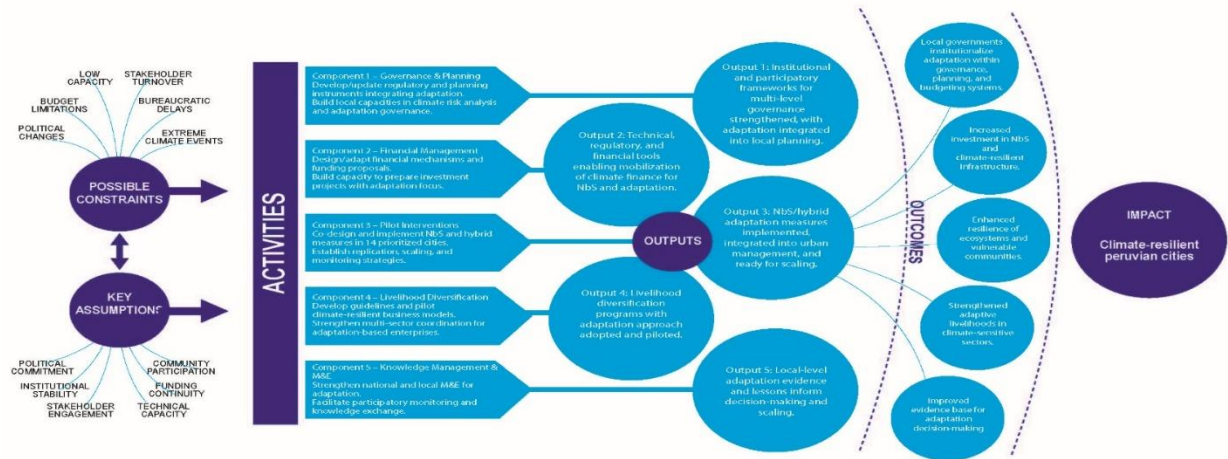 LOW
CAPACITY
STAKEHOLDER
TURNOVER
BUDGET
LIMITATIONS
BUREAUCRATIC
DELAYS
POLITICAL
CHANGES
EXTREME
CLIMATE EVENTS
POSSIBLE
CONSTRAINTS
KEY
ASSUMPTIONS
POLITICAL
COMMITMENT
COMMUNITY
PARTICIPATION
INSTITUTIONAL
STABILITY
FUNDING
CONTINUITY
STAKEHOLDER
ENGAGEMENT
TECHNICAL
CAPACITY
ACTIVITIES
Component 1 – Governance & Planning
Develop/update regulatory and planning
instruments integrating adaptation.
Build local capacities in climate risk analysis
and adaptation governance.
Component 2 – Financial Management
Design/adapt financial mechanisms and
funding proposals.
Build capacity to prepare investment
projects with adaptation focus.
Component 3 – Pilot Interventions
Co-design and implement NbS and hybrid
measures in 14 prioritized cities.
Establish replication, scaling, and
monitoring strategies.
Component 4 – Livelihood Diversification
Develop guidelines and pilot
climate-resilient business models.
Strengthen multi-sector coordination for
adaptation-based enterprises.
Component 5 – Knowledge Management &
M&E
Strengthen national and local M&E for
adaptation.
Facilitate participatory monitoring and
knowledge exchange.
OUTPUTS
Output 1: Institutional
and participatory
frameworks for
multi-level
governance
strengthened, with
adaptation integrated
into local planning.
Output 2: Technical,
regulatory, and
financial tools
enabling mobilization
of climate finance for
NbS and adaptation.
Output 3: NbS/hybrid
adaptation measures
implemented,
integrated into urban
management, and
ready for scaling.
Output 4: Livelihood
diversification
programs with
adaptation approach
adopted and piloted.
Output 5: Local-level
adaptation evidence
and lessons inform
decision-making and
scaling.
OUTCOMES
Local governments
institutionalize
adaptation within
governance,
planning, and
budgeting systems.
Increased
investment in NbS and
climate-resilient
infrastructure.
Enhanced
resilience of
ecosystems and
vulnerable
communities.
Strengthened
adaptive livelihoods in
climate-sensitive
sectors.
Improved
evidence base for
adaptation
decision-making
IMPACT
Climate-resilient
peruvian cities